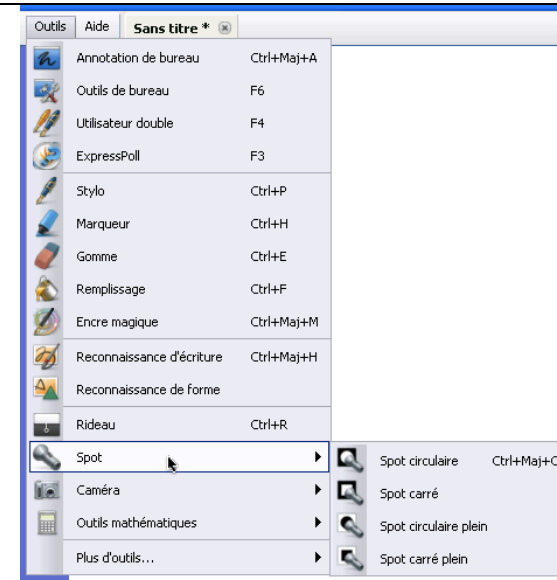 Outils Aide Sans titre *
Annotation de bureau Ctrl+Maj+A
Outils de bureau F6
Utilisateur double F4
ExpressPoll F3
Stylo Ctrl+P
Marqueur Ctrl+H
Gomme Ctrl+E
Remplissage Ctrl+F
Encre magique Ctrl+Maj+M
Reconnaissance d'écriture Ctrl+Maj+H
Reconnaissance de forme
Rideau Ctrl+R
Spot
Spot circulaire Ctrl+Maj+
Caméra
Spot carré
Outils mathématiques
Spot circulaire plein
Plus d'outils...
Spot carré plein